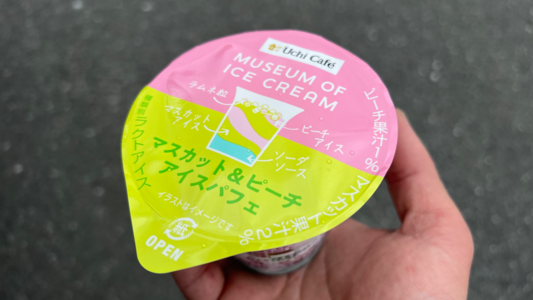 Uchi Café
MUSEUM OF
ICE CREAM
ラムネ粒
マスカット
アイス
ピーチ
アイス
ソーダ
ソース
マスカット&ピーチ
アイスパフェ
イラストはイメージです
ピーチ果汁1%
マスカット果汁2%
ラクトアイス
紙
OPEN